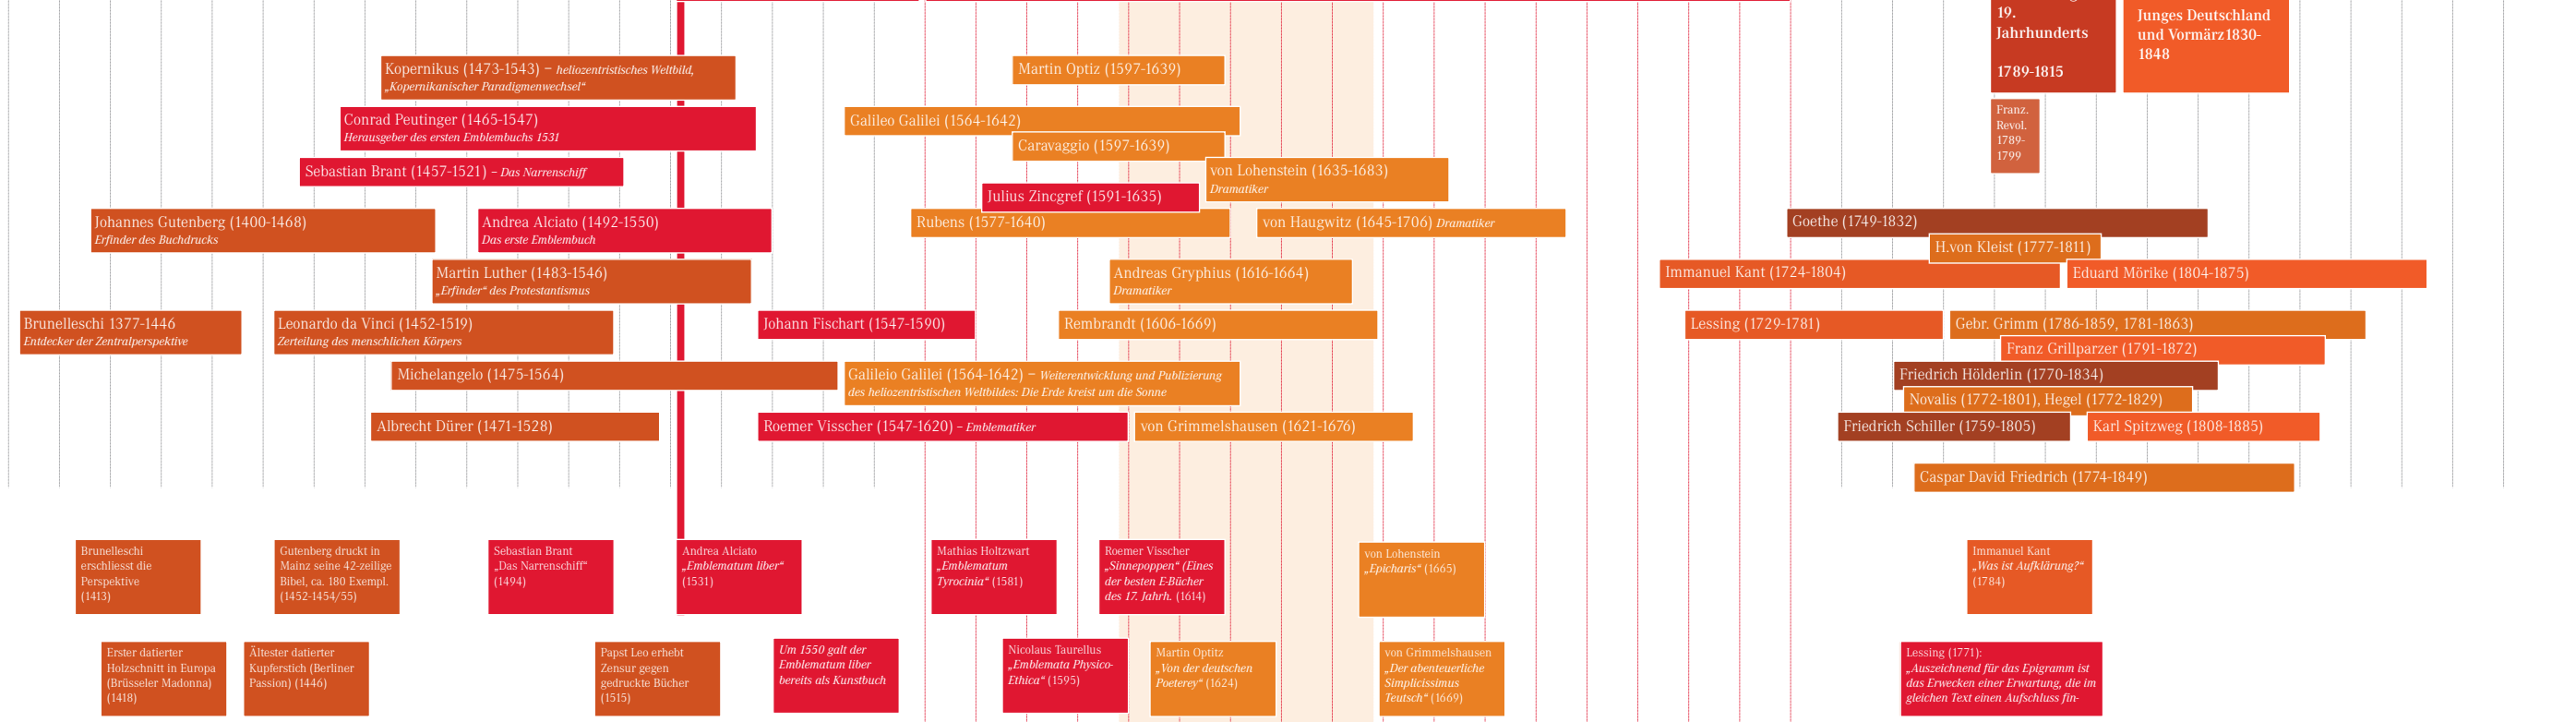 19.
Jahrhunderts
1789-1815
Junges Deutschland
und Vormärz1830-
1848
Franz.
Revol.
1789-
1799
Kopernikus (1473-1543) – heliozentristisches Weltbild,
„Kopernikanischer Paradigmenwechsel“
Martin Optiz (1597-1639)
Conrad Peutinger (1465-1547)
Herausgeber des ersten Emblembuchs 1531
Galileo Galilei (1564-1642)
Caravaggio (1597-1639)
Sebastian Brant (1457-1521) – Das Narrenschiff
von Lohenstein (1635-1683)
Dramatiker
Julius Zincgref (1591-1635)
Johannes Gutenberg (1400-1468)
Erfinder des Buchdrucks
Andrea Alciato (1492-1550)
Das erste Emblembuch
Rubens (1577-1640)
von Haugwitz (1645-1706) Dramatiker
Goethe (1749-1832)
H.von Kleist (1777-1811)
Martin Luther (1483-1546)
„Erfinder“ des Protestantismus
Andreas Gryphius (1616-1664)
Dramatiker
Immanuel Kant (1724-1804)
Eduard Mörike (1804-1875)
Brunelleschi 1377-1446
Entdecker der Zentralperspektive
Leonardo da Vinci (1452-1519)
Zerteilung des menschlichen Körpers
Johann Fischart (1547-1590)
Rembrandt (1606-1669)
Lessing (1729-1781)
Gebr. Grimm (1786-1859, 1781-1863)
Franz Grillparzer (1791-1872)
Michelangelo (1475-1564)
Galileio Galilei (1564-1642) – Weiterentwicklung und Publizierung
des heliozentristischen Weltbildes: Die Erde kreist um die Sonne
Friedrich Hölderlin (1770-1834)
Novalis (1772-1801), Hegel (1772-1829)
Albrecht Dürer (1471-1528)
Roemer Visscher (1547-1620) – Emblematiker
von Grimmelshausen (1621-1676)
Friedrich Schiller (1759-1805)
Karl Spitzweg (1808-1885)
Caspar David Friedrich (1774-1849)
Brunelleschi
erschliesst die
Perspektive
(1413)
Gutenberg druckt in
Mainz seine 42-zeilige
Bibel, ca. 180 Exempl.
(1452-1454/55)
Sebastian Brant
„Das Narrenschiff“
(1494)
Andrea Alciato
„Emblematum liber“
(1531)
Mathias Holtzwart
„Emblematum
Tyrocinia“ (1581)
Roemer Visscher
„Sinnepoppen“ (Eines
der besten E-Bücher
des 17. Jahrh. (1614)
von Lohenstein
„Epicharis“ (1665)
Immanuel Kant
„Was ist Aufklärung?“
(1784)
Erster datierter
Holzschnitt in Europa
(Brüsseler Madonna)
(1418)
Ältester datierter
Kupferstich (Berliner
Passion) (1446)
Papst Leo erhebt
Zensur gegen
gedruckte Bücher
(1515)
Um 1550 galt der
Emblematum liber
bereits als Kunstbuch
Nicolaus Taurellus
„Emblemata Physico-
Ethica“ (1595)
Martin Optitz
„Von der deutschen
Poeterey“ (1624)
von Grimmelshausen
„Der abenteuerliche
Simplicissimus
Teutsch“ (1669)
Lessing (1771):
„Auszeichnend für das Epigramm ist
das Erwecken einer Erwartung, die im
gleichen Text einen Aufschluss fin-